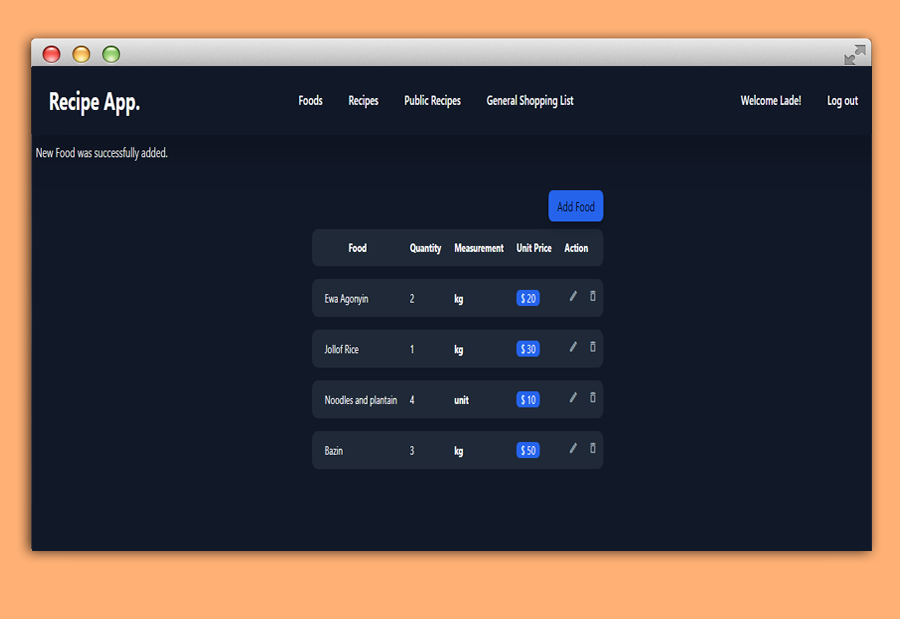 Recipe App. Foods Recipes Public Recipes General Shopping List Welcome Lade! Log out
New Food was successfully added.
Add Food
Food Quantity Measurement Unit Price Action
Ewa Agonyin 2 kg $ 20
Jollof Rice 1 kg $ 30
Noodles and plantain 4 unit $ 10
Bazin 3 kg $ 50